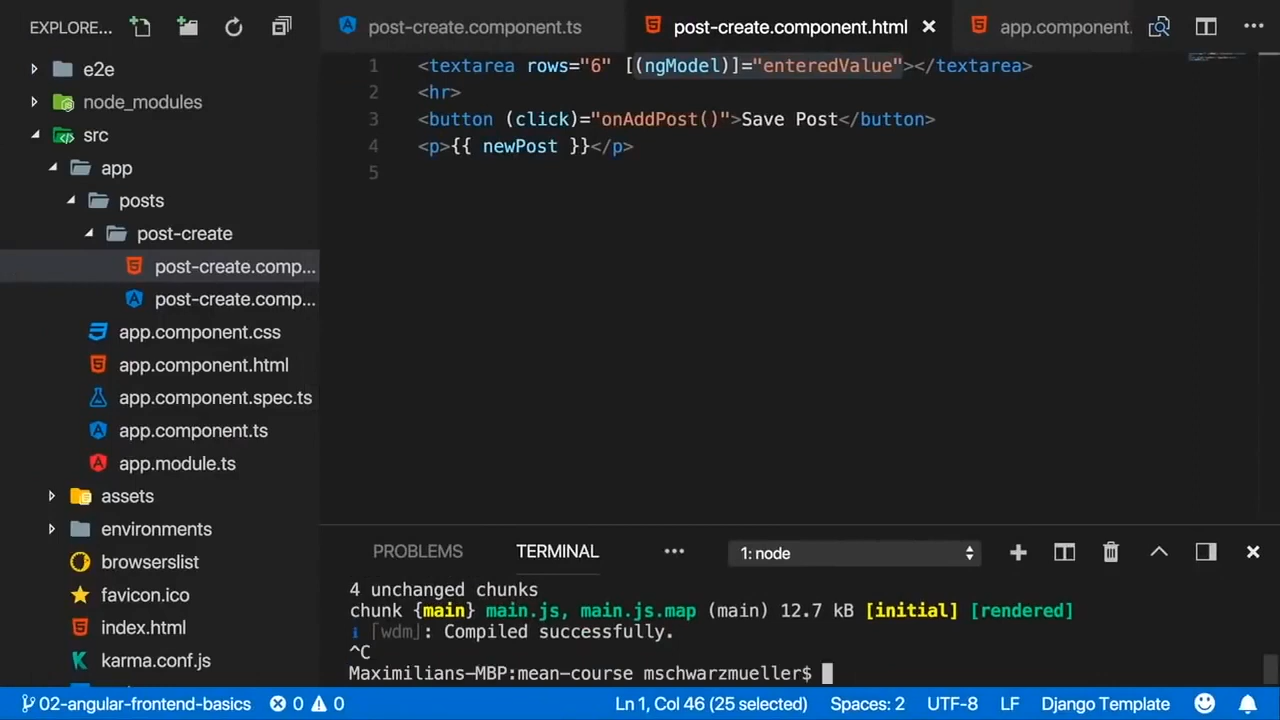 EXPLORE...
post-create.component.ts
post-create.component.html
app.component.
e2e
node_modules
src
app
posts
post-create
post-create.comp...
post-create.comp...
app.component.css
app.component.html
app.component.spec.ts
app.component.ts
app.module.ts
assets
environments
browserslist
favicon.ico
index.html
karma.conf.js
1 <textarea rows="6" [(ngModel)]="enteredValue"></textarea>
2 <hr>
3 <button (click)="onAddPost()">Save Post</button>
4 <p>{{ newPost }}</p>
5
PROBLEMS TERMINAL ... 1: node
4 unchanged chunks
chunk {main} main.js, main.js.map (main) 12.7 kB [initial] [rendered]
ℹ ｢wdm｣: Compiled successfully.
^C
Maximilians-MBP:mean-course mschwarzmueller$
02-angular-frontend-basics 0 0 Ln 1, Col 46 (25 selected) Spaces: 2 UTF-8 LF Django Template